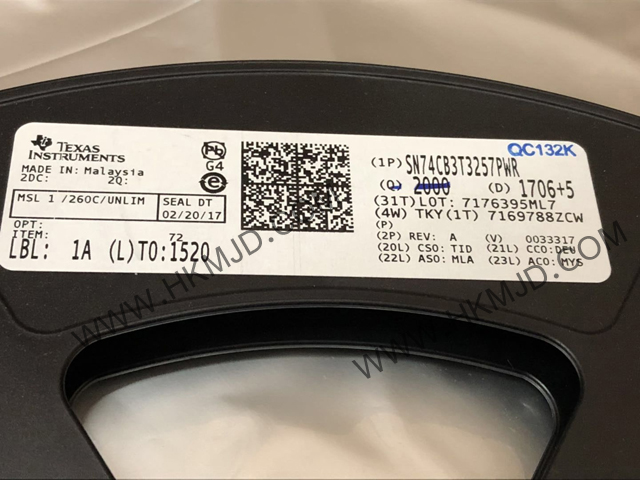 TEXAS
INSTRUMENTS
MADE IN: Malaysia
2DC: 2Q:
MSL 1 /260C/UNLIM
SEAL DT
02/20/17
OPT:
ITEM: 72
LBL: 1A (L)TO:1520
Pb
G4
e
QC132K
(1P) SN74CB3T3257PWR
(Q) 2000 (D) 1706+5
(31T)LOT: 7176395ML7
(4W) TKY(1T) 7169788ZCW
(P)
(2P) REV: A (V) 0033317
(20L) CSO: TID (21L) CCO:DEU
(22L) ASO: MLA (23L) ACO: MYS
WWW.HKMJD.COM
WWW.HKMJD.COM